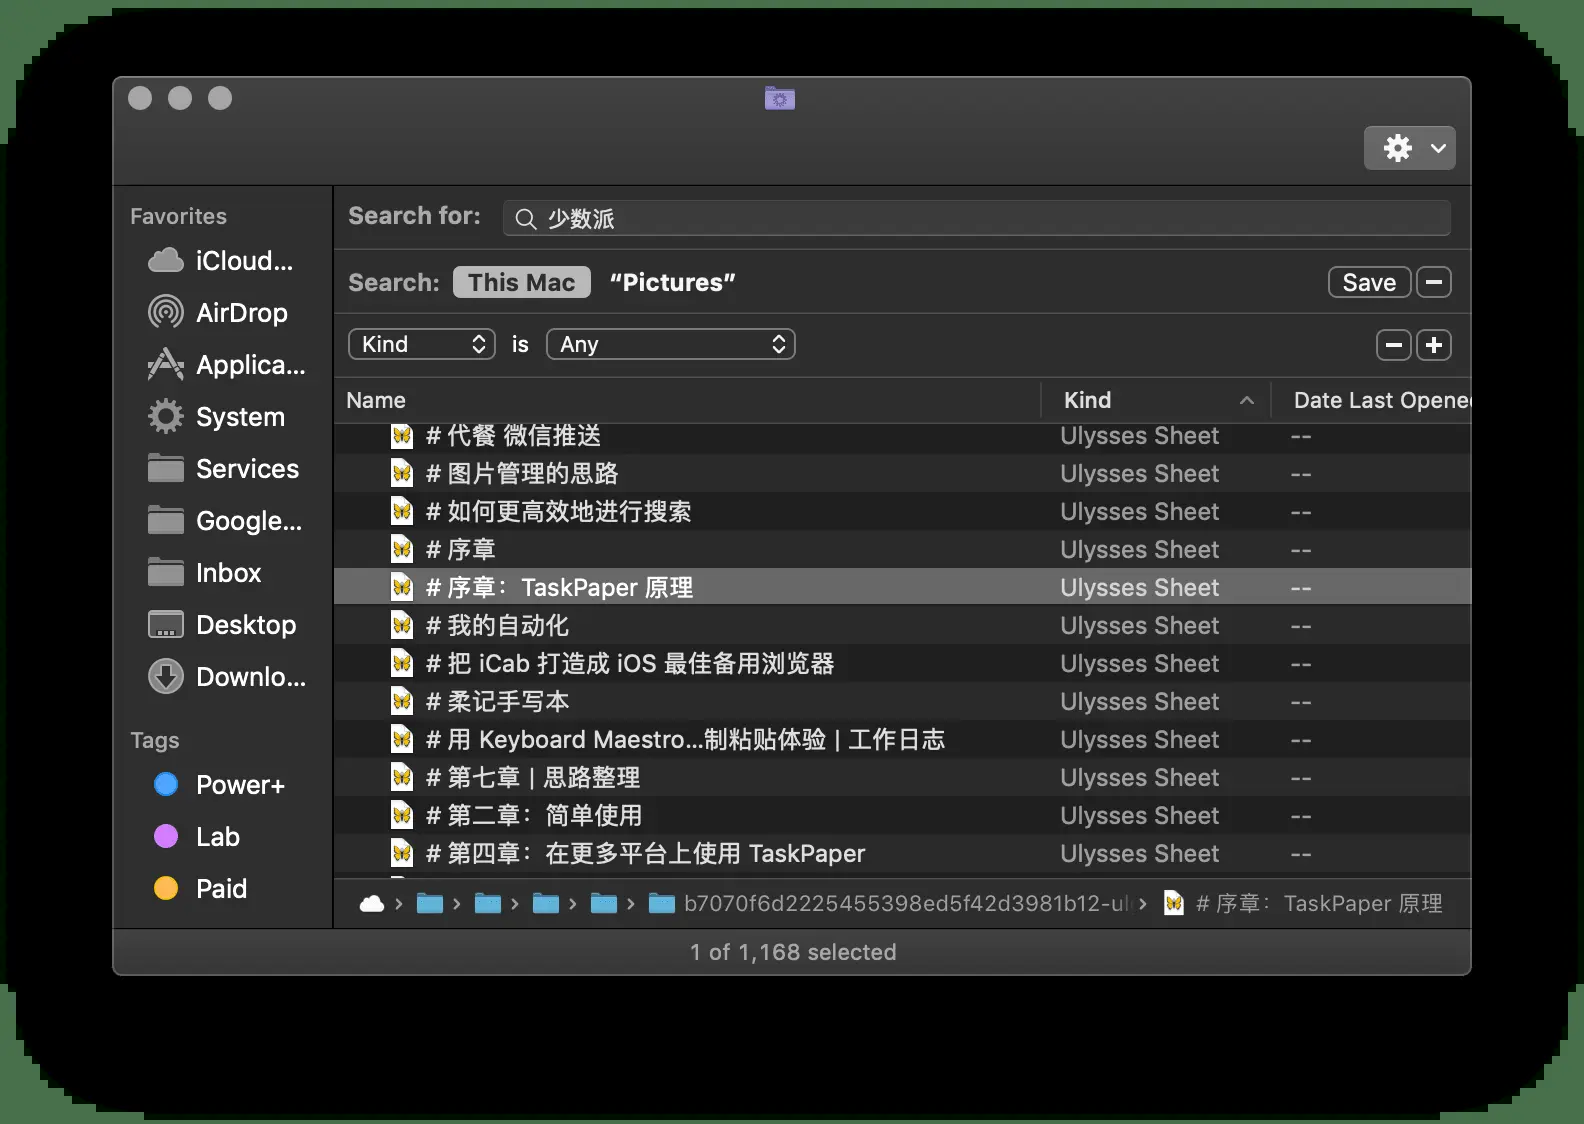 Favorites
iCloud...
AirDrop
Applica...
System
Services
Google...
Inbox
Desktop
Downlo...
Tags
Power+
Lab
Paid
Search for: 少数派
Search: This Mac “Pictures” Save
Kind is Any
Name Kind Date Last Opene
# 代餐 微信推送 Ulysses Sheet --
# 图片管理的思路 Ulysses Sheet --
# 如何更高效地进行搜索 Ulysses Sheet --
# 序章 Ulysses Sheet --
# 序章：TaskPaper 原理 Ulysses Sheet --
# 我的自动化 Ulysses Sheet --
# 把 iCab 打造成 iOS 最佳备用浏览器 Ulysses Sheet --
# 柔记手写本 Ulysses Sheet --
# 用 Keyboard Maestro...制粘贴体验 | 工作日志 Ulysses Sheet --
# 第七章 | 思路整理 Ulysses Sheet --
# 第二章：简单使用 Ulysses Sheet --
# 第四章：在更多平台上使用 TaskPaper Ulysses Sheet --
b7070f6d2225455398ed5f42d3981b12-ul › # 序章：TaskPaper 原理
1 of 1,168 selected